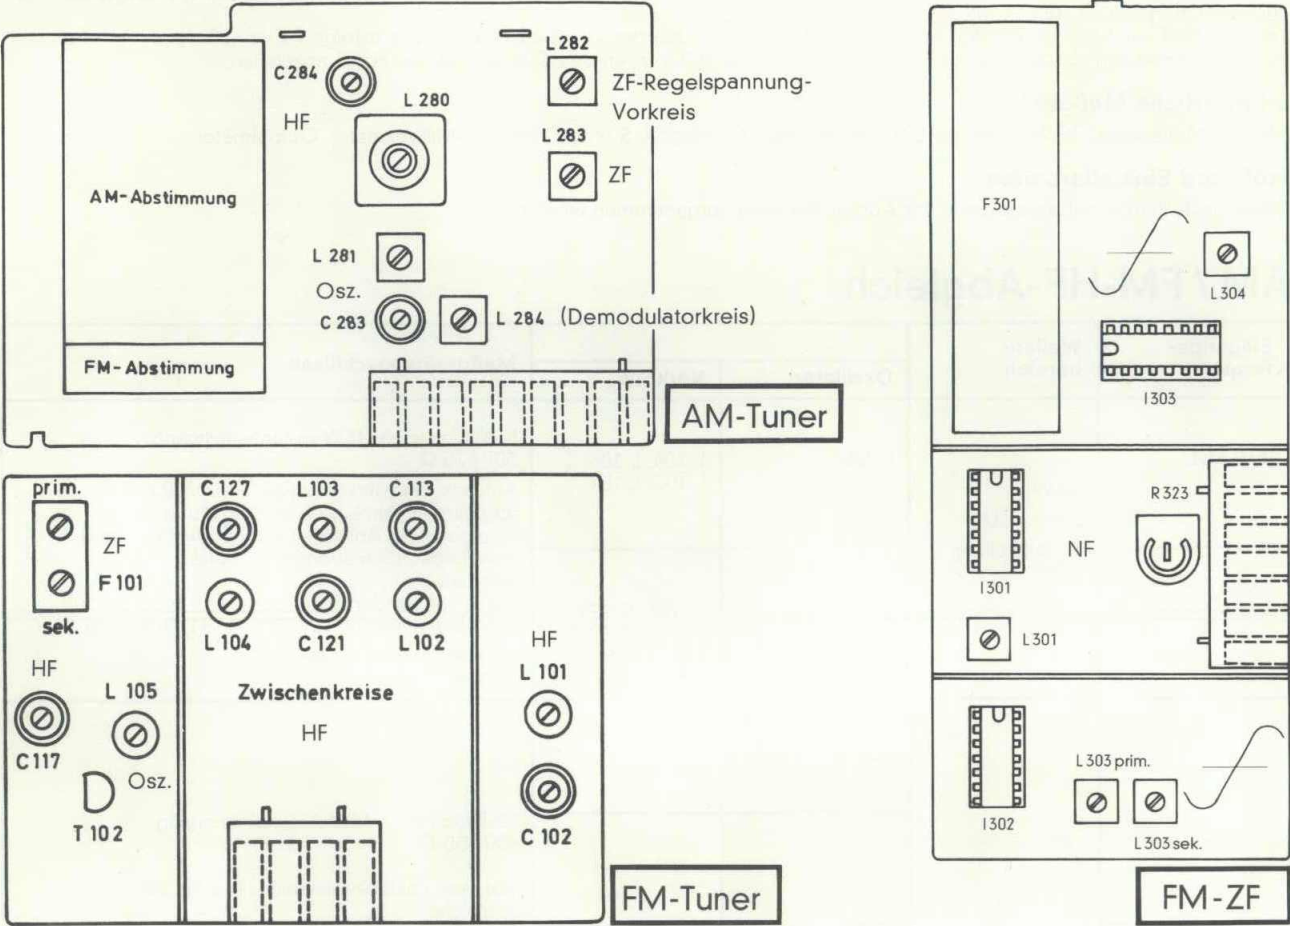 L 282
C 284
ZF-Regelspannung-
Vorkreis
L 280
HF
L 283
ZF
AM-Abstimmung
L 281
Osz.
C 283
L 284 (Demodulatorkreis)
FM-Abstimmung
AM-Tuner
prim.
C 127
L103
C 113
ZF
F 101
sek.
L 104
C 121
L 102
HF
HF
L 101
L 105
Zwischenkreise
HF
C 117
Osz.
T 102
C 102
FM-Tuner
F 301
L 304
I 303
R 323
NF
I 301
L 301
L 303 prim.
I 302
L 303 sek.
FM-ZF